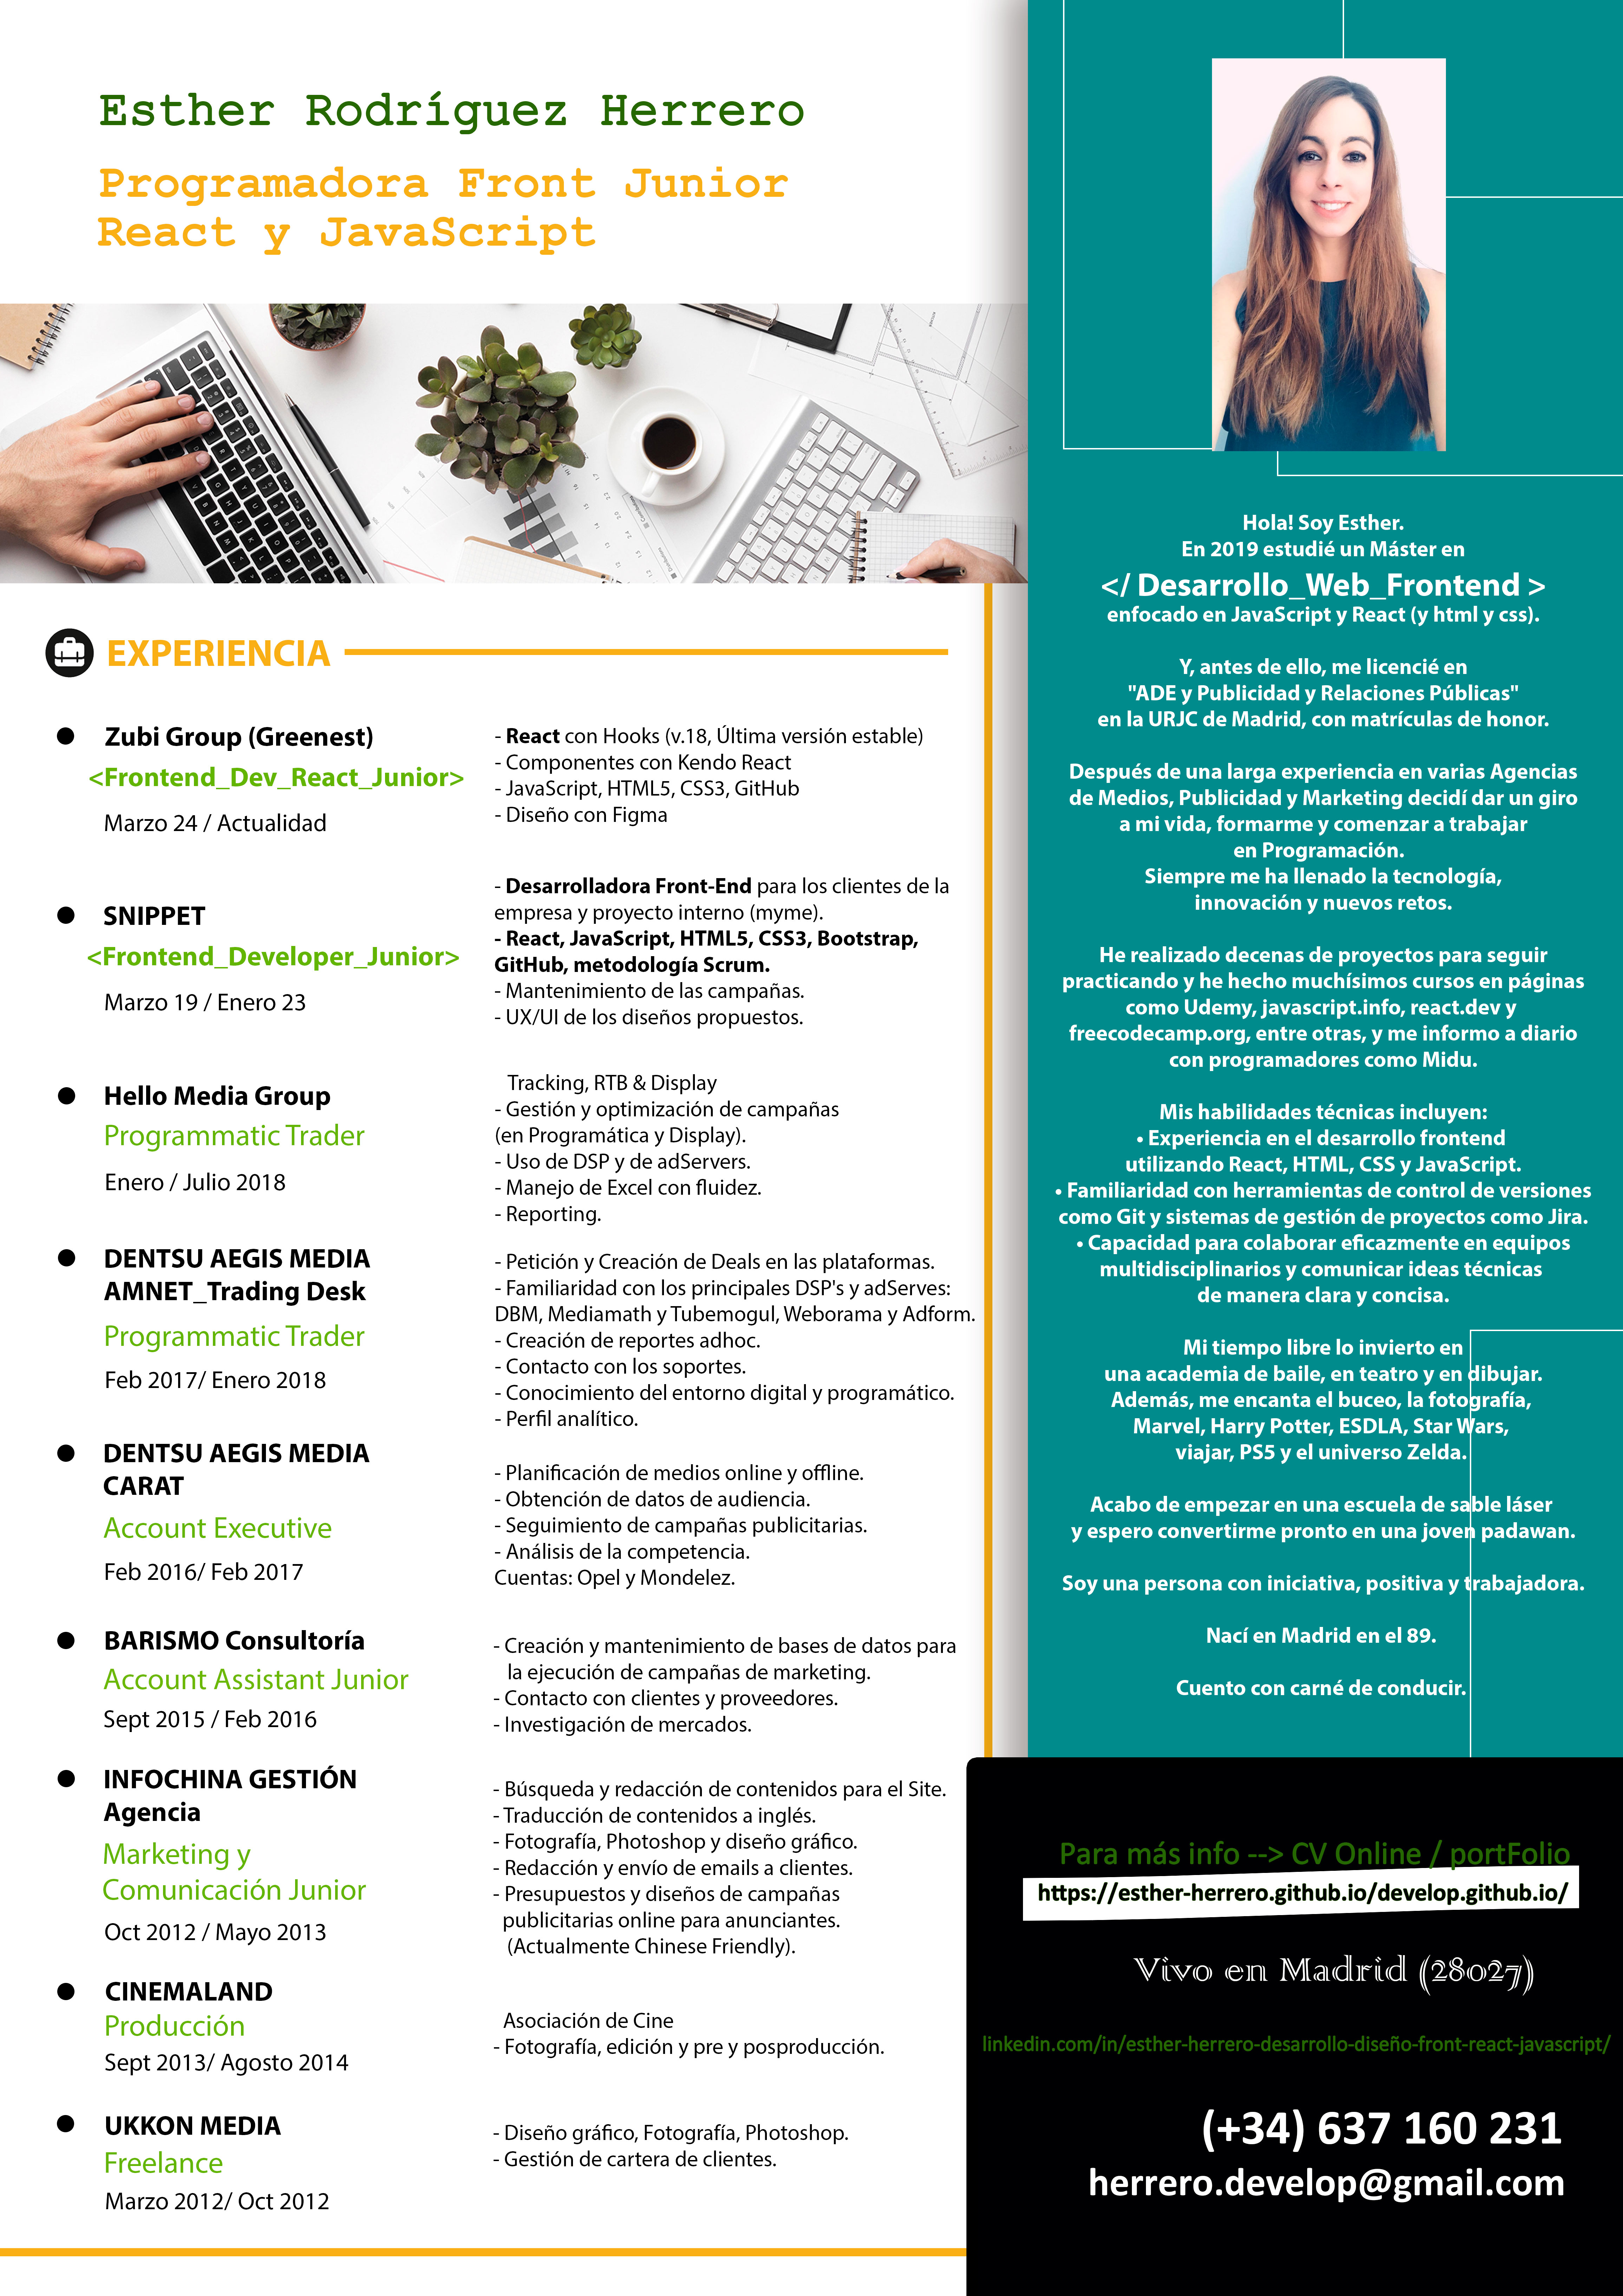 Esther Rodríguez Herrero
Programadora Front Junior
React y JavaScript
EXPERIENCIA
Zubi Group (Greenest)
<Frontend_Dev_React_Junior>
Marzo 24 / Actualidad
- React con Hooks (v.18, Última versión estable)
- Componentes con Kendo React
- JavaScript, HTML5, CSS3, GitHub
- Diseño con Figma
SNIPPET
<Frontend_Developer_Junior>
Marzo 19 / Enero 23
- Desarrolladora Front-End para los clientes de la
empresa y proyecto interno (myme).
- React, JavaScript, HTML5, CSS3, Bootstrap,
GitHub, metodología Scrum.
- Mantenimiento de las campañas.
- UX/UI de los diseños propuestos.
Hello Media Group
Programmatic Trader
Enero / Julio 2018
Tracking, RTB & Display
- Gestión y optimización de campañas
(en Programática y Display).
- Uso de DSP y de adServers.
- Manejo de Excel con fluidez.
- Reporting.
DENTSU AEGIS MEDIA
AMNET_Trading Desk
Programmatic Trader
Feb 2017/ Enero 2018
- Petición y Creación de Deals en las plataformas.
- Familiaridad con los principales DSP's y adServes:
DBM, Mediamath y Tubemogul, Weborama y Adform.
- Creación de reportes adhoc.
- Contacto con los soportes.
- Conocimiento del entorno digital y programático.
- Perfil analítico.
DENTSU AEGIS MEDIA
CARAT
Account Executive
Feb 2016/ Feb 2017
- Planificación de medios online y offline.
- Obtención de datos de audiencia.
- Seguimiento de campañas publicitarias.
- Análisis de la competencia.
Cuentas: Opel y Mondelez.
BARISMO Consultoría
Account Assistant Junior
Sept 2015 / Feb 2016
- Creación y mantenimiento de bases de datos para
la ejecución de campañas de marketing.
- Contacto con clientes y proveedores.
- Investigación de mercados.
INFOCHINA GESTIÓN
Agencia
Marketing y
Comunicación Junior
Oct 2012 / Mayo 2013
- Búsqueda y redacción de contenidos para el Site.
- Traducción de contenidos a inglés.
- Fotografía, Photoshop y diseño gráfico.
- Redacción y envío de emails a clientes.
- Presupuestos y diseños de campañas
publicitarias online para anunciantes.
(Actualmente Chinese Friendly).
CINEMALAND
Producción
Sept 2013/ Agosto 2014
Asociación de Cine
- Fotografía, edición y pre y posproducción.
UKKON MEDIA
Freelance
Marzo 2012/ Oct 2012
- Diseño gráfico, Fotografía, Photoshop.
- Gestión de cartera de clientes.
Hola! Soy Esther.
En 2019 estudié un Máster en
</ Desarrollo_Web_Frontend >
enfocado en JavaScript y React (y html y css).
Y, antes de ello, me licencié en
"ADE y Publicidad y Relaciones Públicas"
en la URJC de Madrid, con matrículas de honor.
Después de una larga experiencia en varias Agencias
de Medios, Publicidad y Marketing decidí dar un giro
a mi vida, formarme y comenzar a trabajar
en Programación.
Siempre me ha llenado la tecnología,
innovación y nuevos retos.
He realizado decenas de proyectos para seguir
practicando y he hecho muchísimos cursos en páginas
como Udemy, javascript.info, react.dev y
freecodecamp.org, entre otras, y me informo a diario
con programadores como Midu.
Mis habilidades técnicas incluyen:
• Experiencia en el desarrollo frontend
utilizando React, HTML, CSS y JavaScript.
• Familiaridad con herramientas de control de versiones
como Git y sistemas de gestión de proyectos como Jira.
• Capacidad para colaborar eficazmente en equipos
multidisciplinarios y comunicar ideas técnicas
de manera clara y concisa.
Mi tiempo libre lo invierto en
una academia de baile, en teatro y en dibujar.
Además, me encanta el buceo, la fotografía,
Marvel, Harry Potter, ESDLA, Star Wars,
viajar, PS5 y el universo Zelda.
Acabo de empezar en una escuela de sable láser
y espero convertirme pronto en una joven padawan.
Soy una persona con iniciativa, positiva y trabajadora.
Nací en Madrid en el 89.
Cuento con carné de conducir.
Para más info --> CV Online / portFolio
https://esther-herrero.github.io/develop.github.io/
Vivo en Madrid (28027)
linkedin.com/in/esther-herrero-desarrollo-diseño-front-react-javascript/
(+34) 637 160 231
herrero.develop@gmail.com